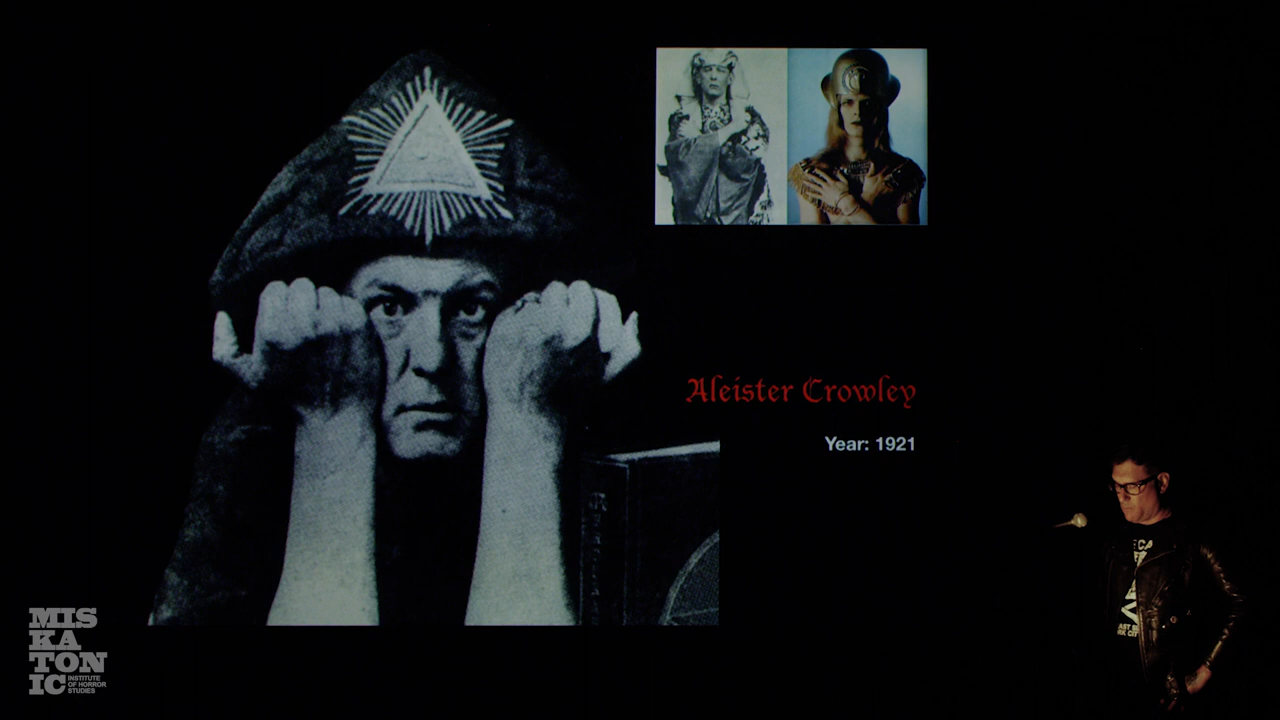 Aleister Crowley
Year: 1921
MIS
KA
TON
IC
INSTITUTE
OF HORROR
STUDIES